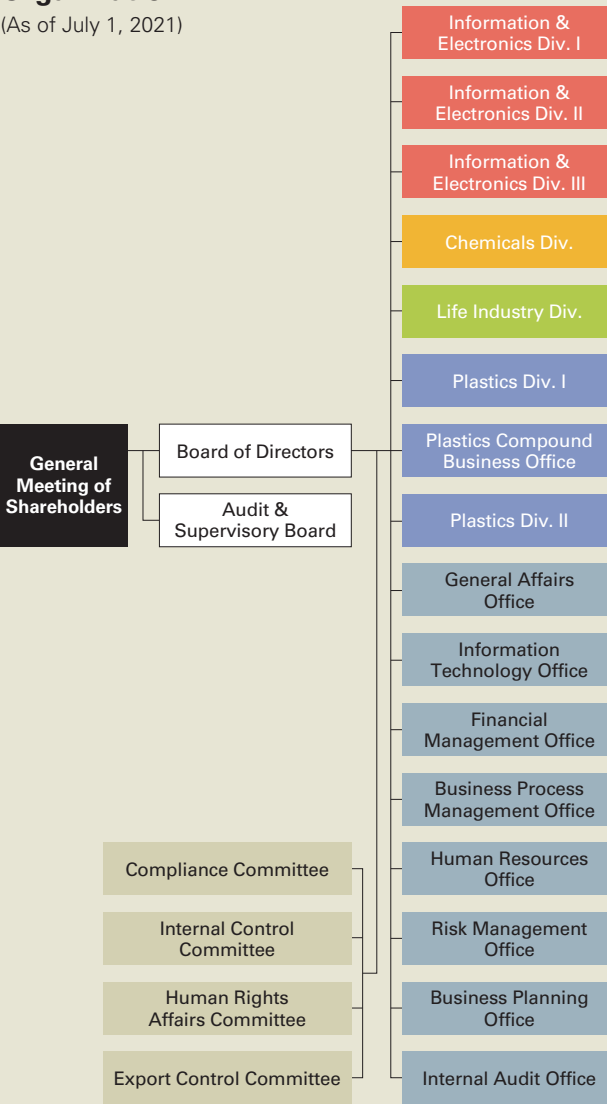 (As of July 1, 2021)
Information &
Electronics Div. I
Information &
Electronics Div. II
Information &
Electronics Div. III
Chemicals Div.
Life Industry Div.
Plastics Div. I
General
Meeting of
Shareholders
Board of Directors
Audit &
Supervisory Board
Plastics Compound
Business Office
Plastics Div. II
General Affairs
Office
Information
Technology Office
Financial
Management Office
Business Process
Management Office
Compliance Committee
Internal Control
Committee
Human Rights
Affairs Committee
Export Control Committee
Human Resources
Office
Risk Management
Office
Business Planning
Office
Internal Audit Office